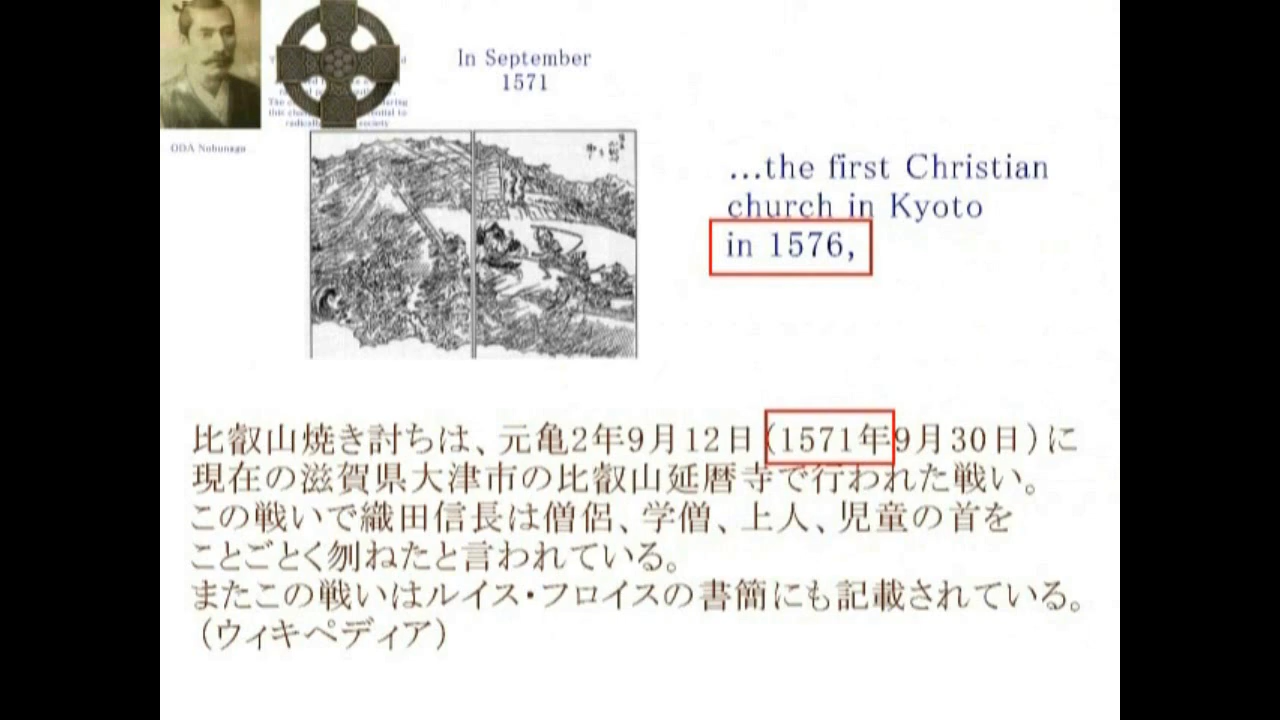 In September
1571
ODA Nobunaga
...the first Christian
church in Kyoto
in 1576,
比叡山焼き討ちは、元亀2年9月12日(1571年9月30日)に
現在の滋賀県大津市の比叡山延暦寺で行われた戦い。
この戦いで織田信長は僧侶、学僧、上人、児童の首を
ことごとく刎ねたと言われている。
またこの戦いはルイス・フロイスの書簡にも記載されている。
(ウィキペディア)